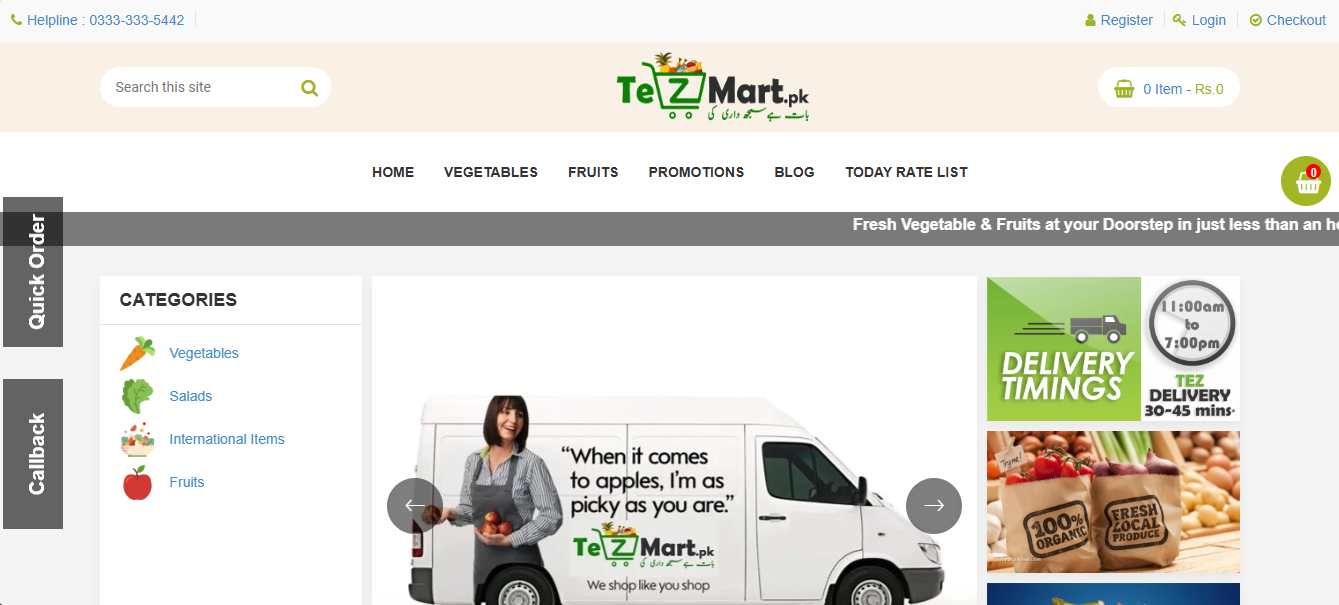 Helpline : 0333-333-5442
Register
Login
Checkout
Search this site
TeZMart.pk
بات ہے سمجھ داری کی
0 Item - Rs.0
HOME
VEGETABLES
FRUITS
PROMOTIONS
BLOG
TODAY RATE LIST
0
Fresh Vegetable & Fruits at your Doorstep in just less than an
Quick Order
Callback
CATEGORIES
Vegetables
Salads
International Items
Fruits
“When it comes
to apples, I’m as
picky as you are.”
TeZMart.pk
بات ہے سمجھ داری کی
We shop like you shop
DELIVERY
TIMINGS
11:00am
to
7:00pm
TEZ
DELIVERY
30-45 mins
Try me!
100%
ORGANIC
FRESH
LOCAL
PRODUCE